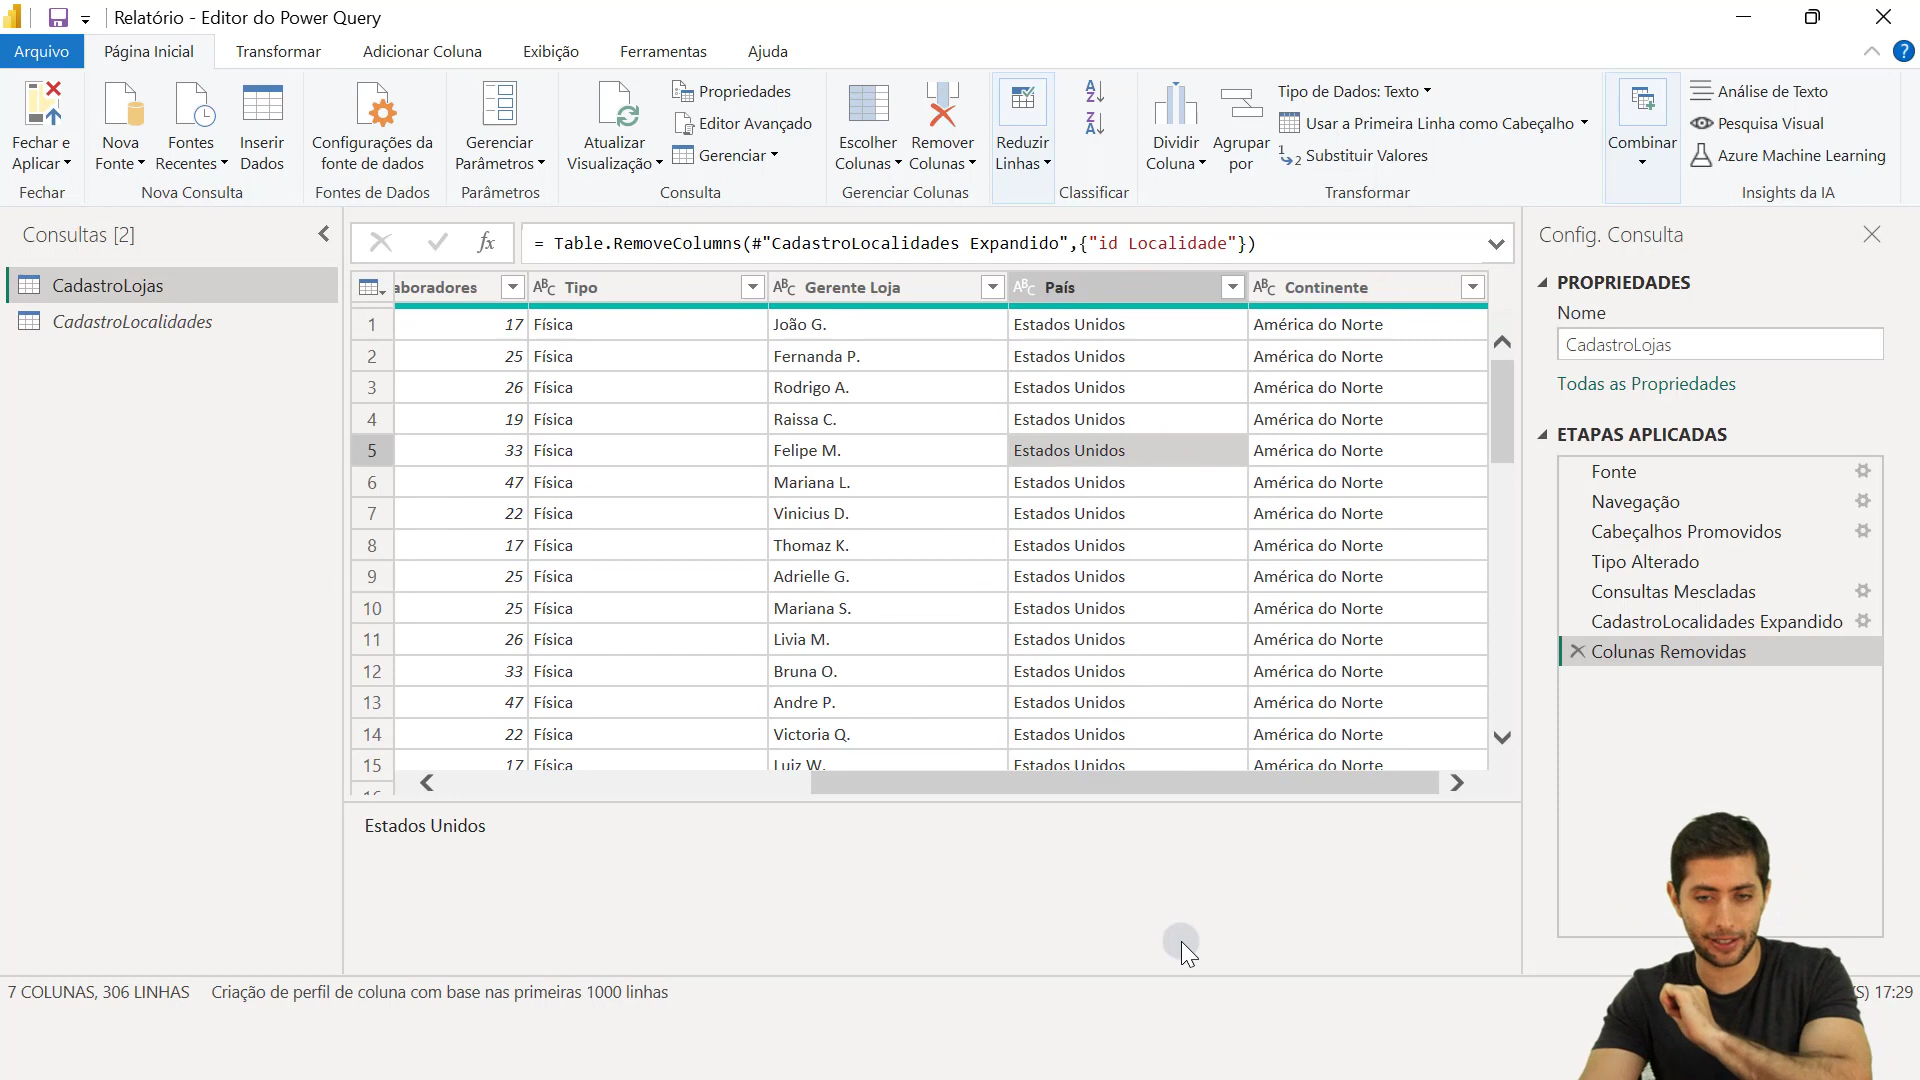 Relatório - Editor do Power Query
Arquivo
Página Inicial
Transformar
Adicionar Coluna
Exibição
Ferramentas
Ajuda
?
Fechar e
Aplicar
Fechar
Nova
Fonte
Fontes
Recentes
Inserir
Dados
Nova Consulta
Configurações da
fonte de dados
Fontes de Dados
Gerenciar
Parâmetros
Parâmetros
Atualizar
Visualização
Propriedades
Editor Avançado
Gerenciar
Consulta
Escolher
Colunas
Remover
Colunas
Gerenciar Colunas
Reduzir
Linhas
A
Z
Z
A
Classificar
Dividir
Coluna
Agrupar
por
Tipo de Dados: Texto
Usar a Primeira Linha como Cabeçalho
1
2
Substituir Valores
Transformar
Combinar
Análise de Texto
Pesquisa Visual
Azure Machine Learning
Insights da IA
Consultas [2]
CadastroLojas
CadastroLocalidades
fx
= Table.RemoveColumns(#"CadastroLocalidades Expandido",{"id Localidade"})
aboradores ABC Tipo ABC Gerente Loja ABC País ABC Continente
1 17 Física João G. Estados Unidos América do Norte
2 25 Física Fernanda P. Estados Unidos América do Norte
3 26 Física Rodrigo A. Estados Unidos América do Norte
4 19 Física Raissa C. Estados Unidos América do Norte
5 33 Física Felipe M. Estados Unidos América do Norte
6 47 Física Mariana L. Estados Unidos América do Norte
7 22 Física Vinicius D. Estados Unidos América do Norte
8 17 Física Thomaz K. Estados Unidos América do Norte
9 25 Física Adrielle G. Estados Unidos América do Norte
10 25 Física Mariana S. Estados Unidos América do Norte
11 26 Física Livia M. Estados Unidos América do Norte
12 33 Física Bruna O. Estados Unidos América do Norte
13 47 Física Andre P. Estados Unidos América do Norte
14 22 Física Victoria Q. Estados Unidos América do Norte
15 17 Física Luiz W. Estados Unidos América do Norte
16
Estados Unidos
Config. Consulta
PROPRIEDADES
Nome
CadastroLojas
Todas as Propriedades
ETAPAS APLICADAS
Fonte
Navegação
Cabeçalhos Promovidos
Tipo Alterado
Consultas Mescladas
CadastroLocalidades Expandido
Colunas Removidas
7 COLUNAS, 306 LINHAS
Criação de perfil de coluna com base nas primeiras 1000 linhas
(S) 17:29